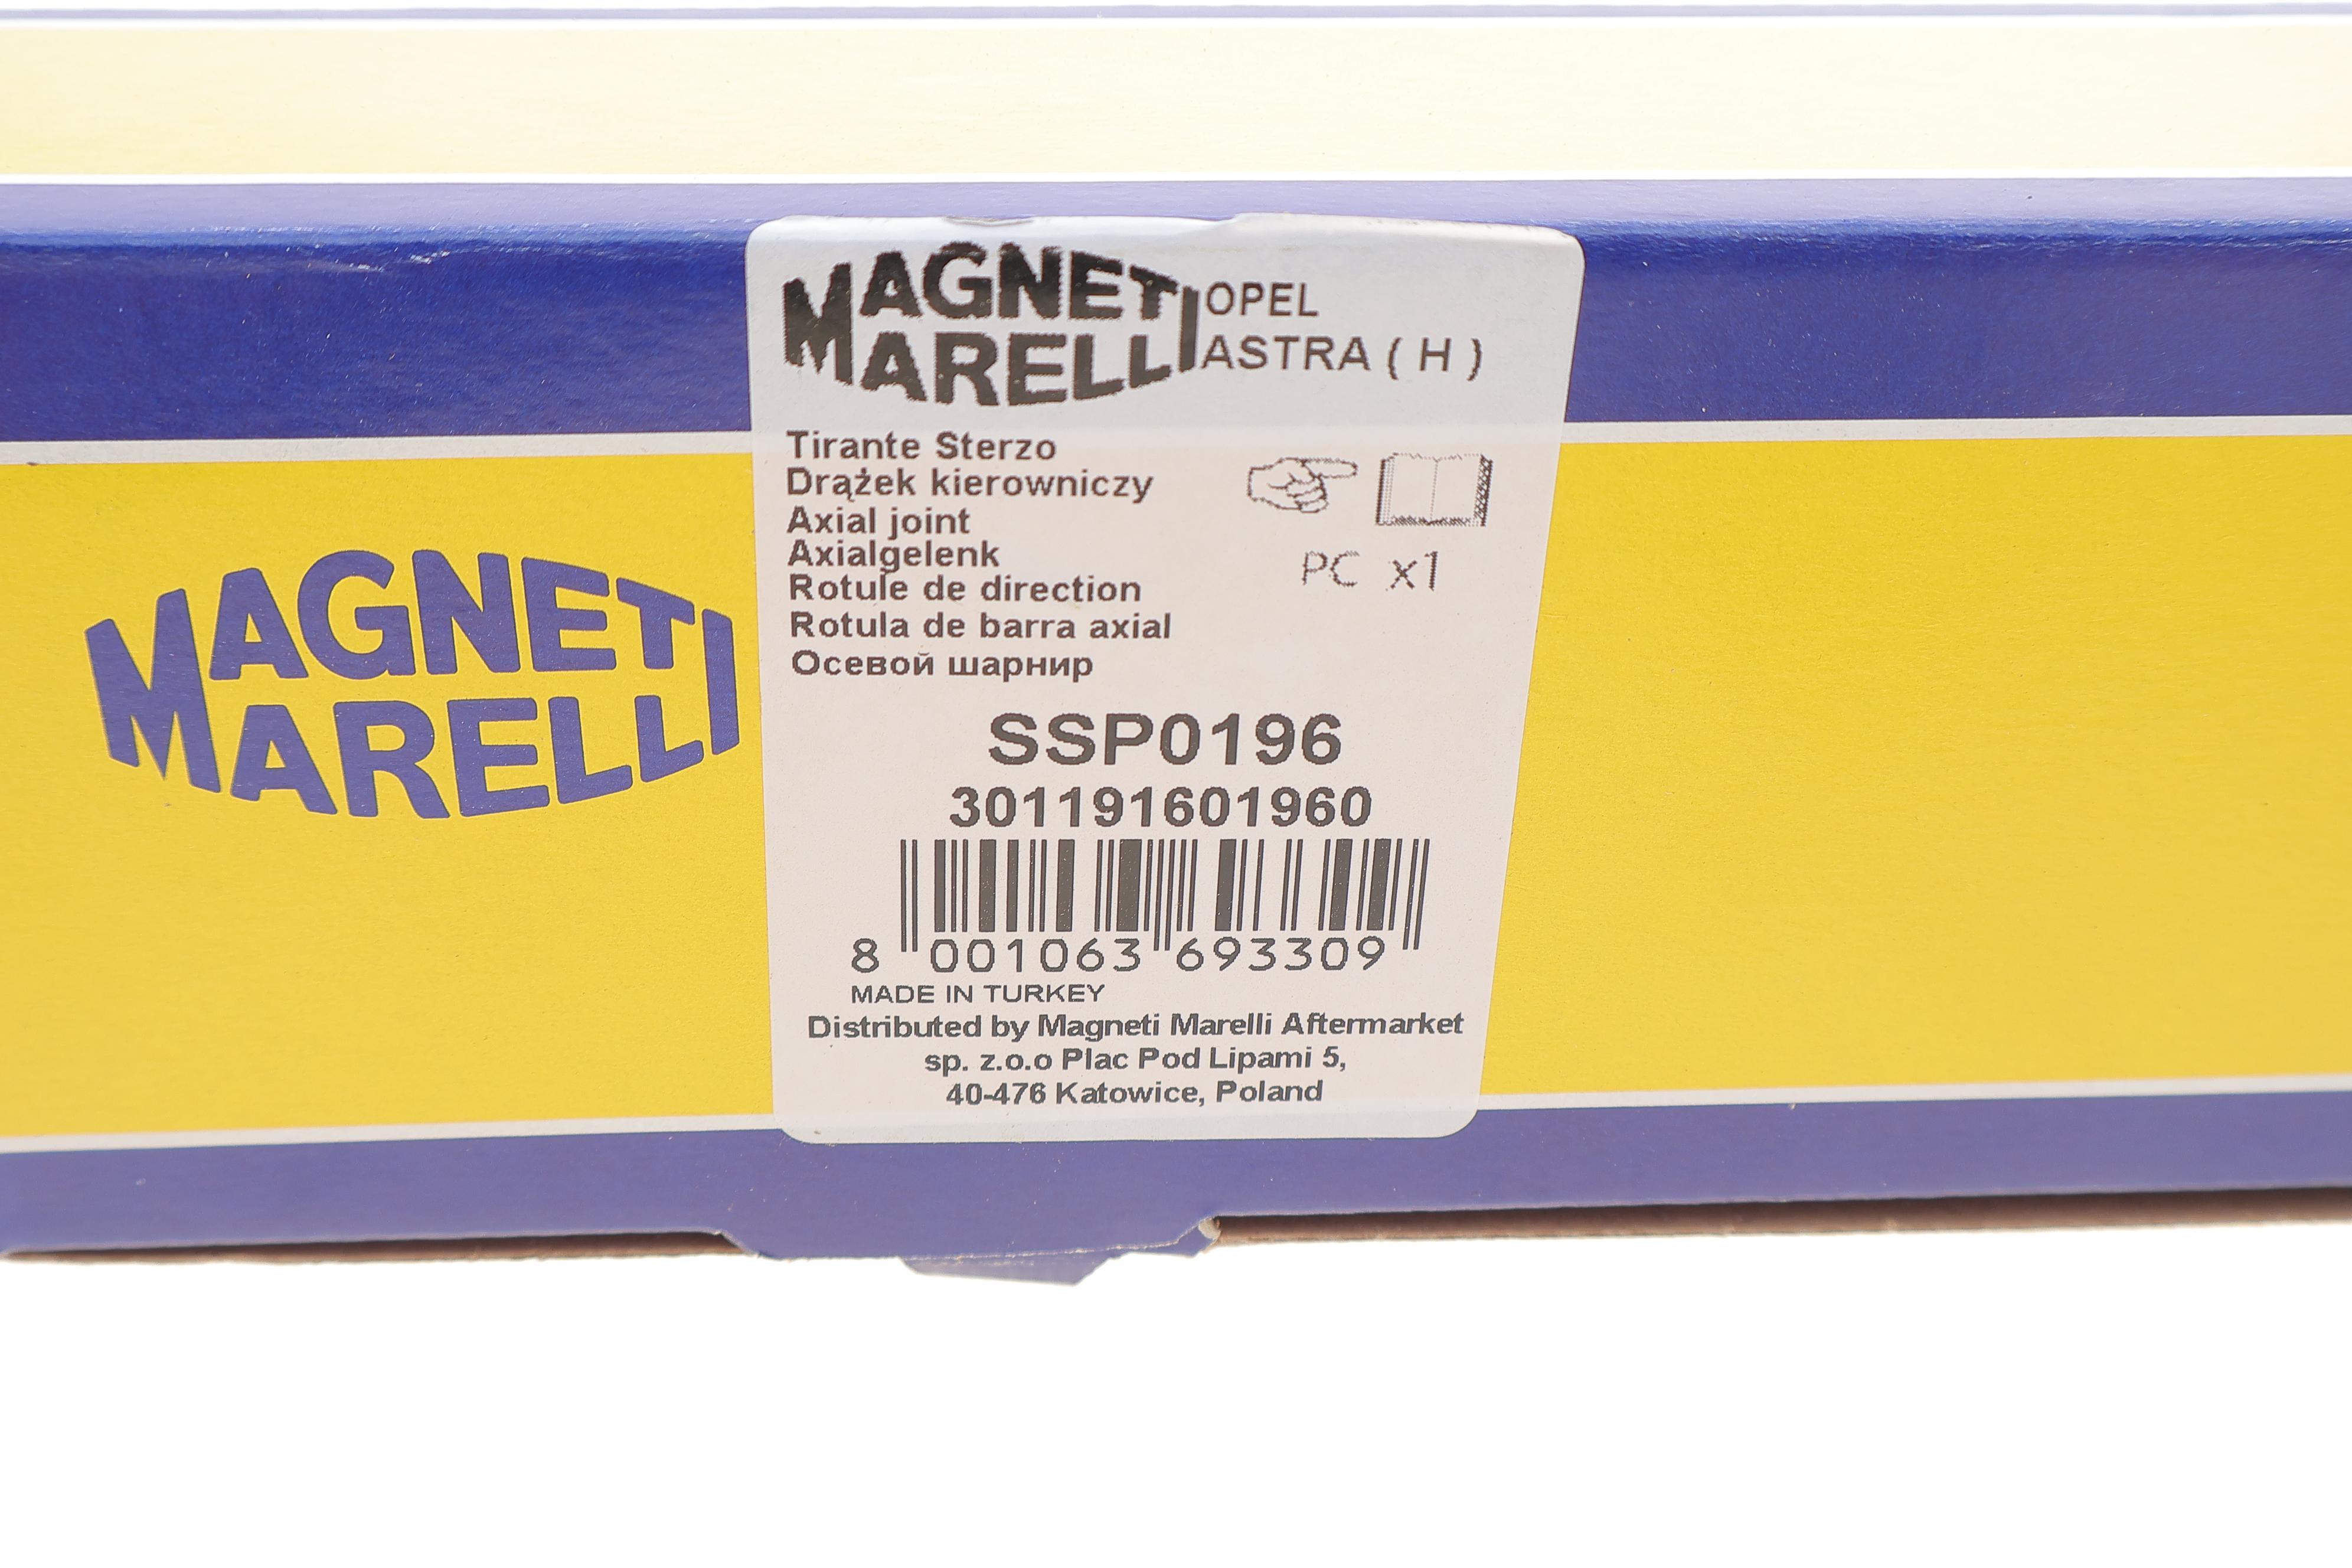 MAGNETI
MARELLI
MAGNETI
MARELLI
OPEL
ASTRA ( H )
Tirante Sterzo
Drążek kierowniczy
Axial joint
Axialgelenk
Rotule de direction
Rotula de barra axial
Осевой шарнир
PC x1
SSP0196
301191601960
8 001063 693309
MADE IN TURKEY
Distributed by Magneti Marelli Aftermarket
sp. z.o.o Plac Pod Lipami 5,
40-476 Katowice, Poland